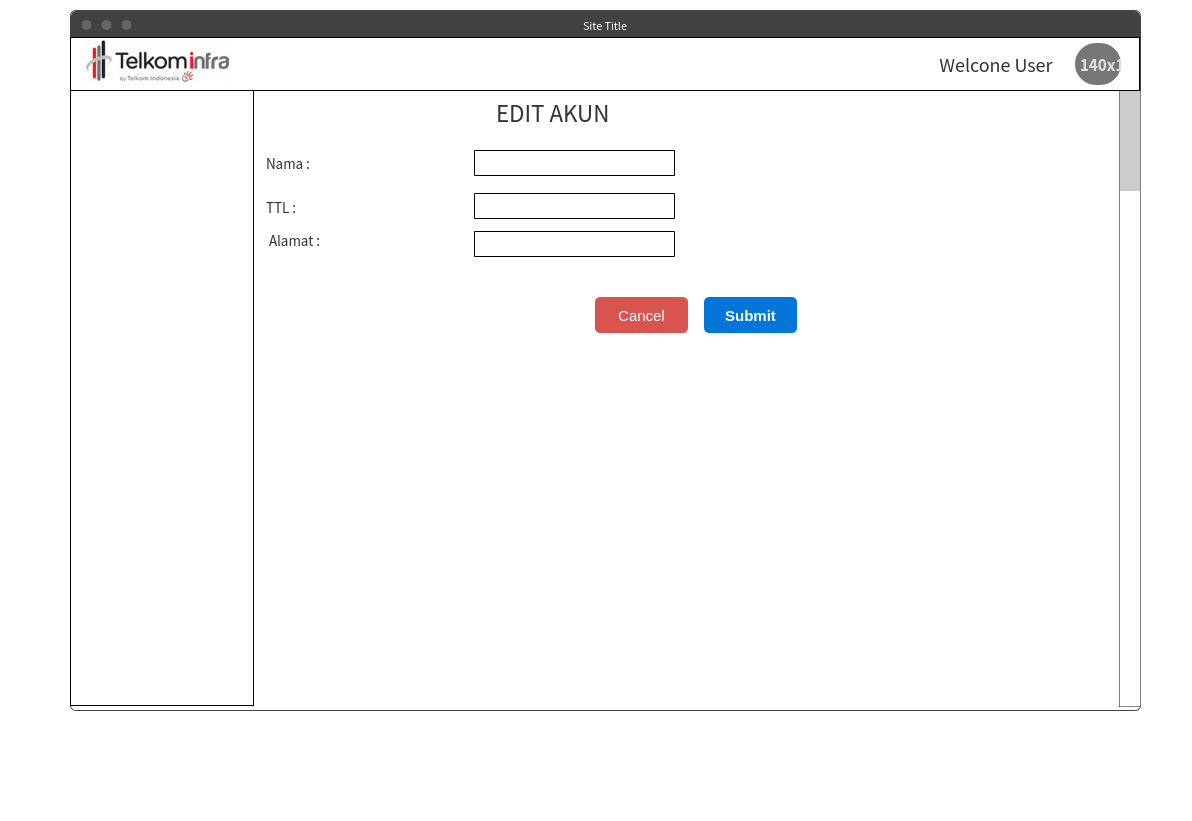 Site Title
Telkominfra
by Telkom Indonesia
Welcone User
140x1
EDIT AKUN
Nama :
TTL :
Alamat :
Cancel
Submit